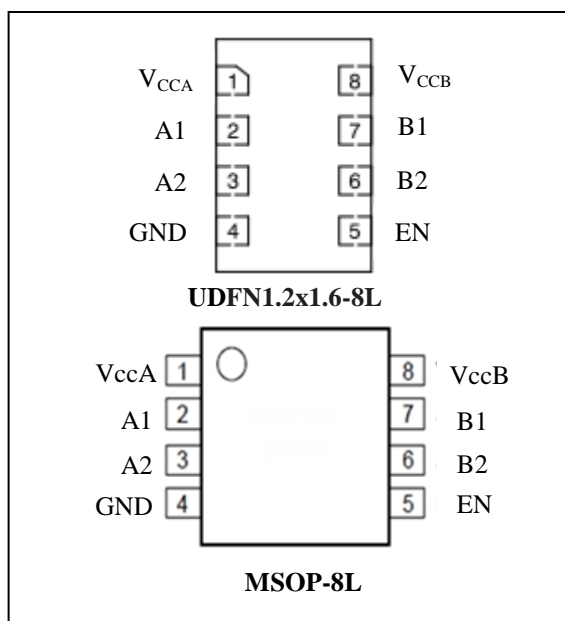 VCCA 1 8 VCCB
A1 2 7 B1
A2 3 6 B2
GND 4 5 EN
UDFN1.2x1.6-8L
VccA 1 8 VccB
A1 2 7 B1
A2 3 6 B2
GND 4 5 EN
MSOP-8L